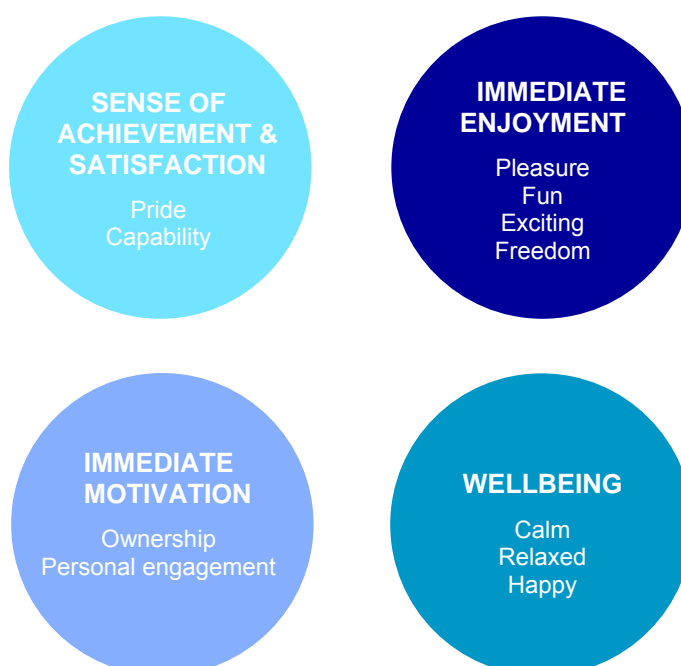 SENSE OF
ACHIEVEMENT &
SATISFACTION
Pride
Capability
IMMEDIATE
ENJOYMENT
Pleasure
Fun
Exciting
Freedom
IMMEDIATE
MOTIVATION
Ownership
Personal engagement
WELLBEING
Calm
Relaxed
Happy